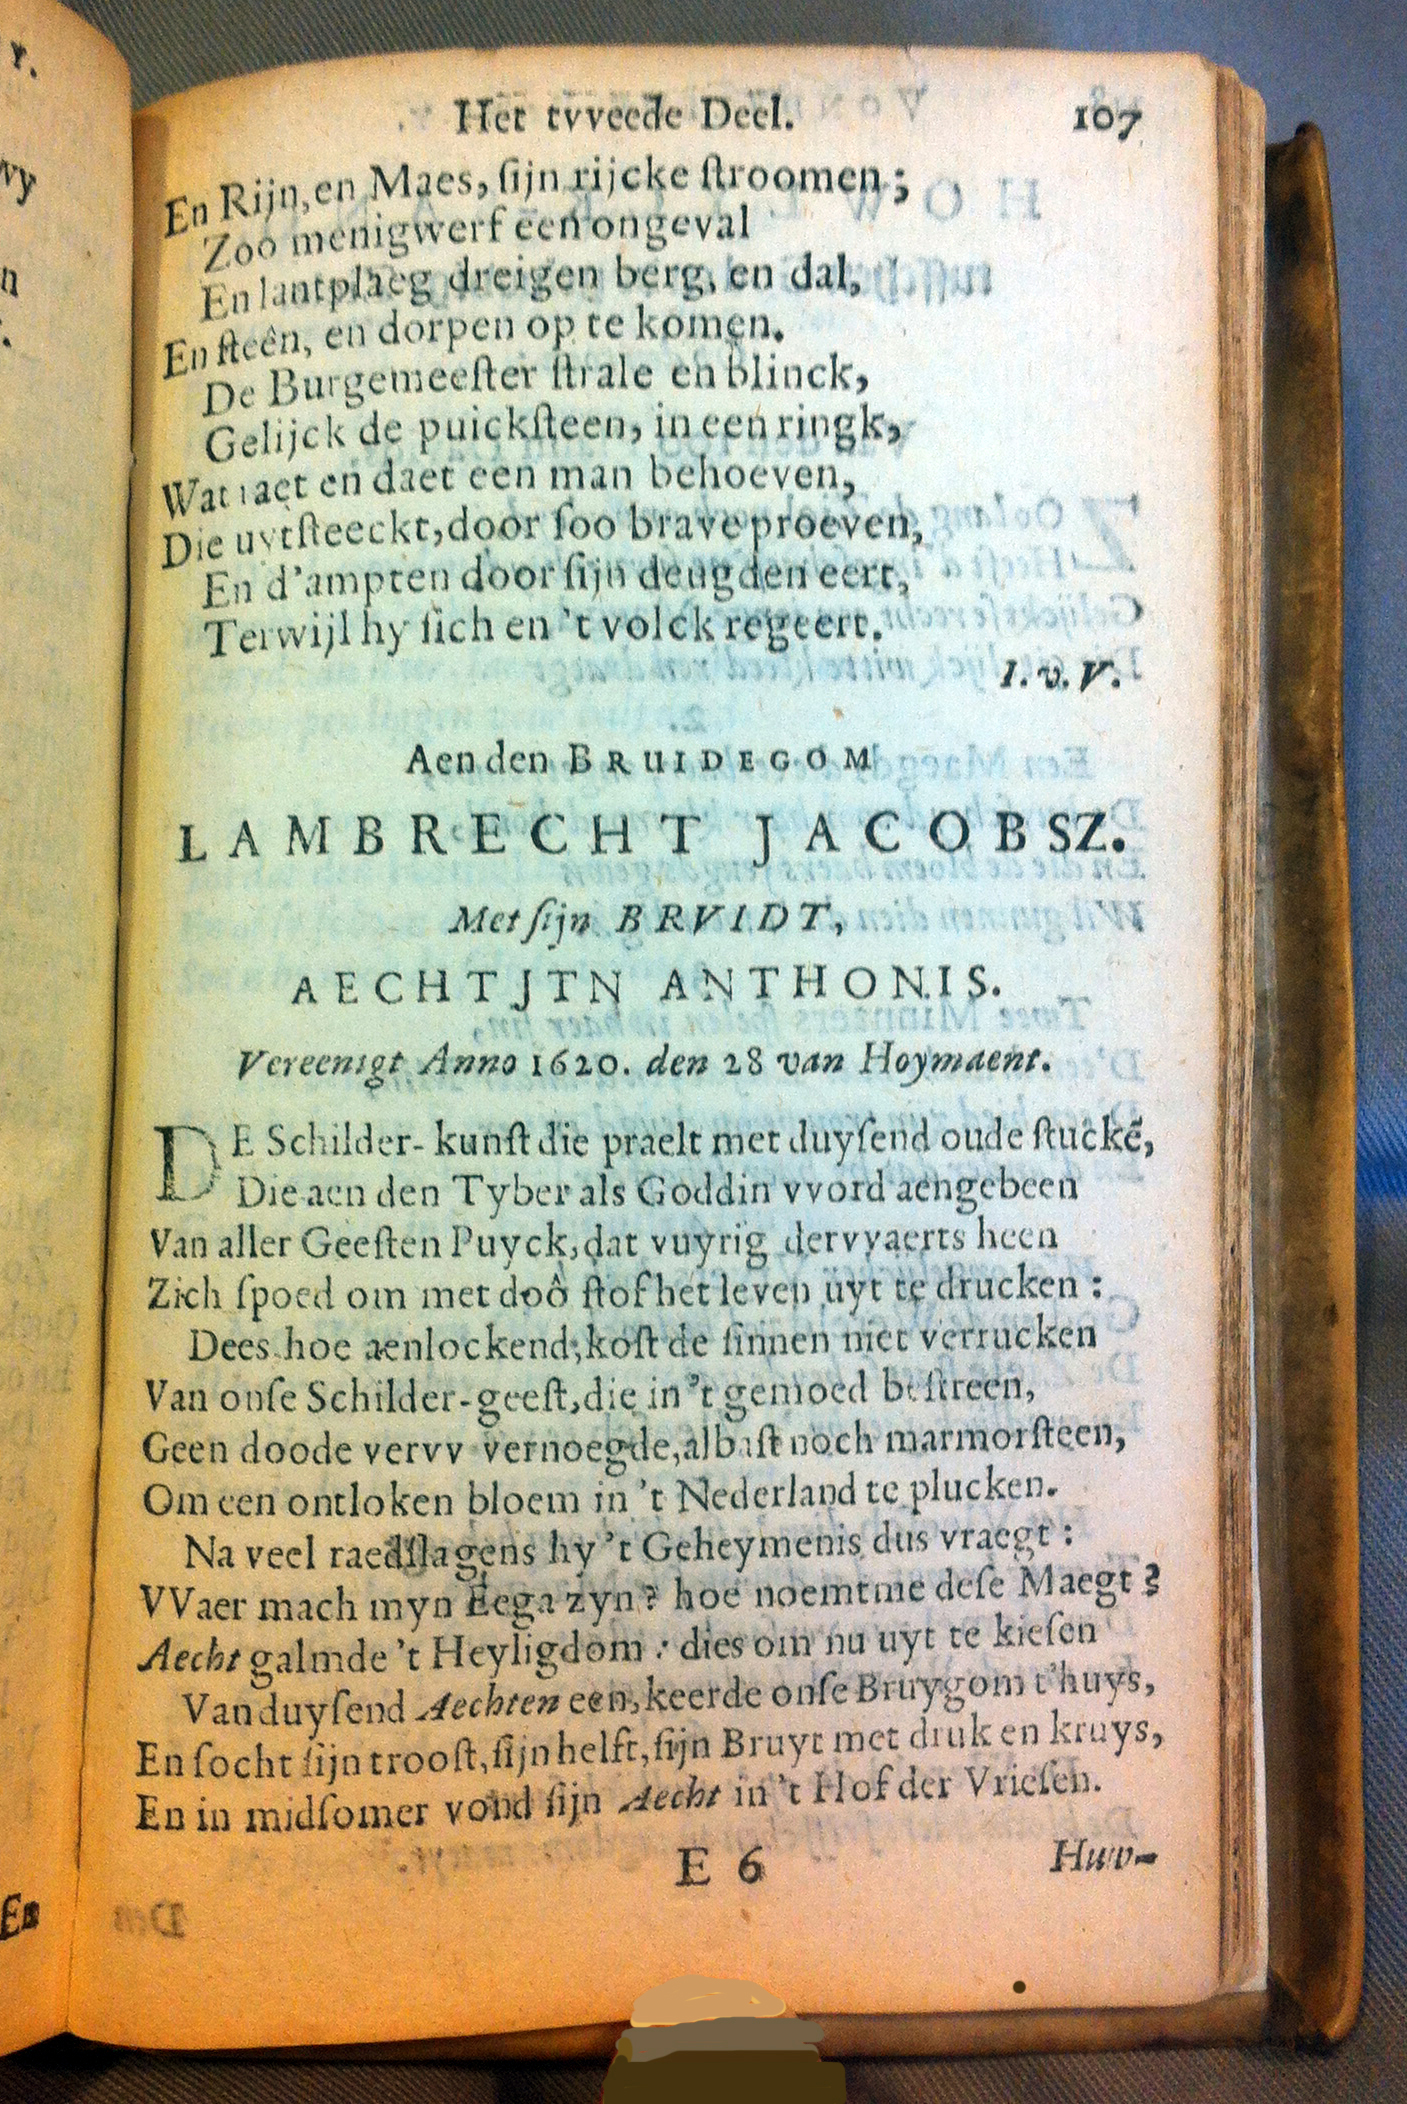 Het tvveede Deel. 107
En Rijn, en Maes, ſijn rijcke ſtroomen;
Zoo menigwerf een ongeval
En lantplaeg dreigen berg, en dal,
En ſteên, en dorpen op te komen.
De Burgemeeſter ſtrale en blinck,
Gelijck de puickſteen, in een ringk,
Wat raet en daet een man behoeven,
Die uytſteeckt, door ſoo brave proeven,
En d'ampten door ſijn deugden eert,
Terwijl hy ſich en 't volck regeert.
I. v. V.
Aen den BRUIDEGOM
LAMBRECHT JACOBSZ.
Met ſijn BRVIDT,
AECHTJTN ANTHONIS.
Vereenigt Anno 1620. den 28 van Hoymaent.
DE Schilder-kunſt die praelt met duyſend oude ſtuckẽ,
Die aen den Tyber als Goddin vvord aengebeen
Van aller Geeſten Puyck, dat vuyrig dervvaerts heen
Zich ſpoed om met doô ſtof het leven uyt te drucken:
Dees hoe aenlockend, koſt de ſinnen niet verrucken
Van onſe Schilder-geeſt, die in 't gemoed beſtreen,
Geen doode vervv vernoegde, albaſt noch marmorſteen,
Om een ontloken bloem in 't Nederland te plucken.
Na veel raedſlagens hy 't Geheymenis dus vraegt:
VVaer mach myn Eega zyn? hoe noemt me deſe Maegt?
Aecht galmde 't Heyligdom: dies om nu uyt te kieſen
Van duyſend Aechten een, keerde onſe Bruygom t'huys,
En ſocht ſijn trooſt, ſijn helft, ſijn Bruyt met druk en kruys,
En in midſomer vond ſijn Aecht in 't Hof der Vrieſen.
E 6 Huvv-